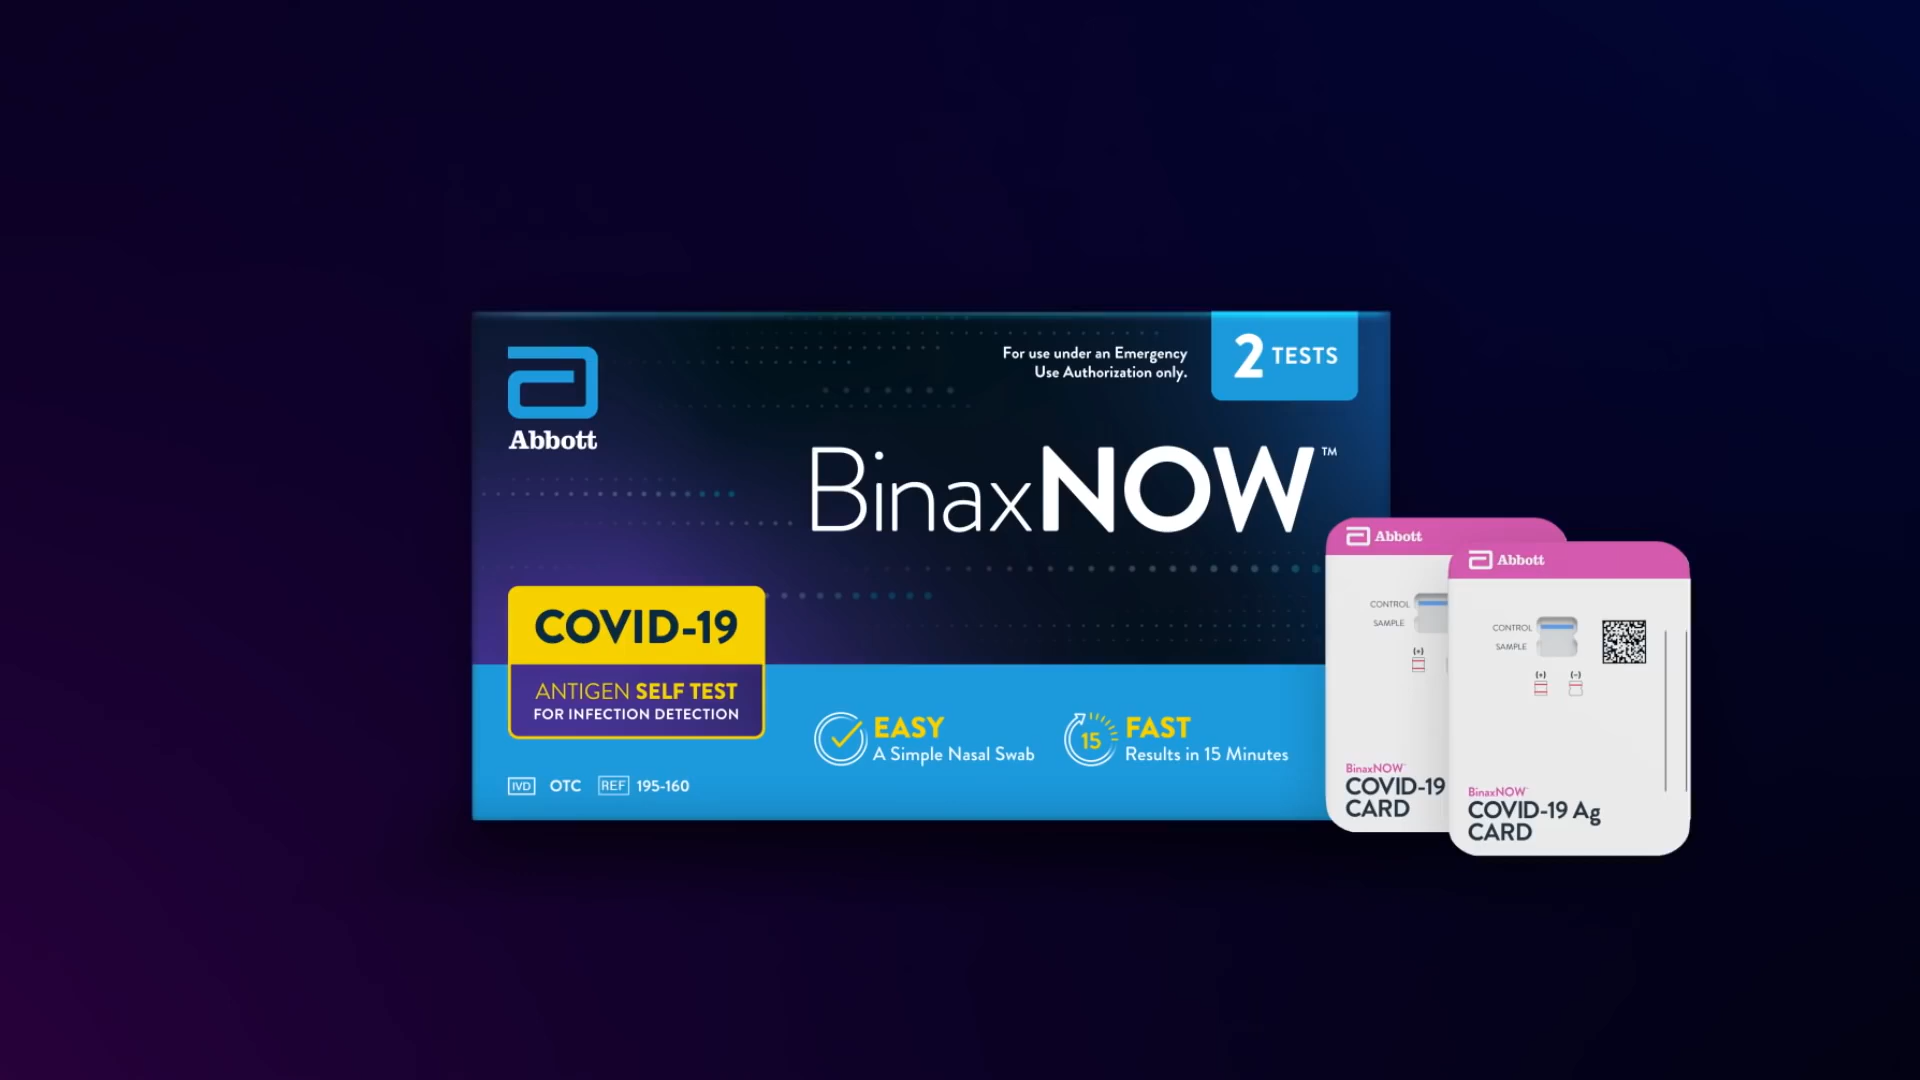 Abbott
For use under an Emergency
Use Authorization only.
2 TESTS
BinaxNOW™
COVID-19
ANTIGEN SELF TEST
FOR INFECTION DETECTION
EASY
A Simple Nasal Swab
15
FAST
Results in 15 Minutes
IVD OTC REF 195-160
Abbott
CONTROL
SAMPLE
(+)
BinaxNOW™
COVID-19
CARD
Abbott
CONTROL
SAMPLE
(+) (-)
BinaxNOW™
COVID-19 Ag
CARD